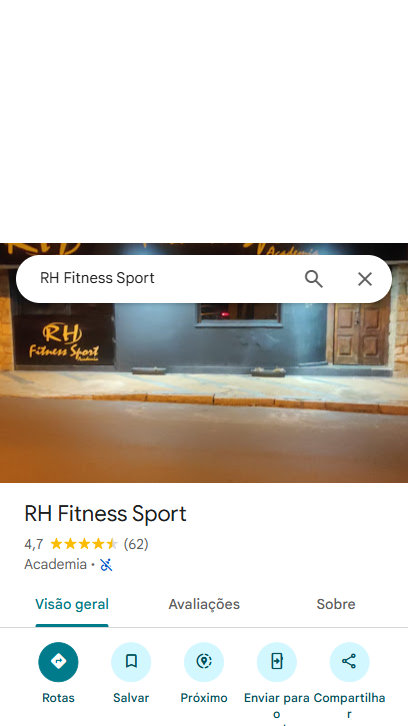 Academia
RH Fitness Sport
RH
Fitness Sport
Academia
RH Fitness Sport
4,7 (62)
Academia ·
Visão geral Avaliações Sobre
Rotas Salvar Próximo Enviar para o Compartilhar